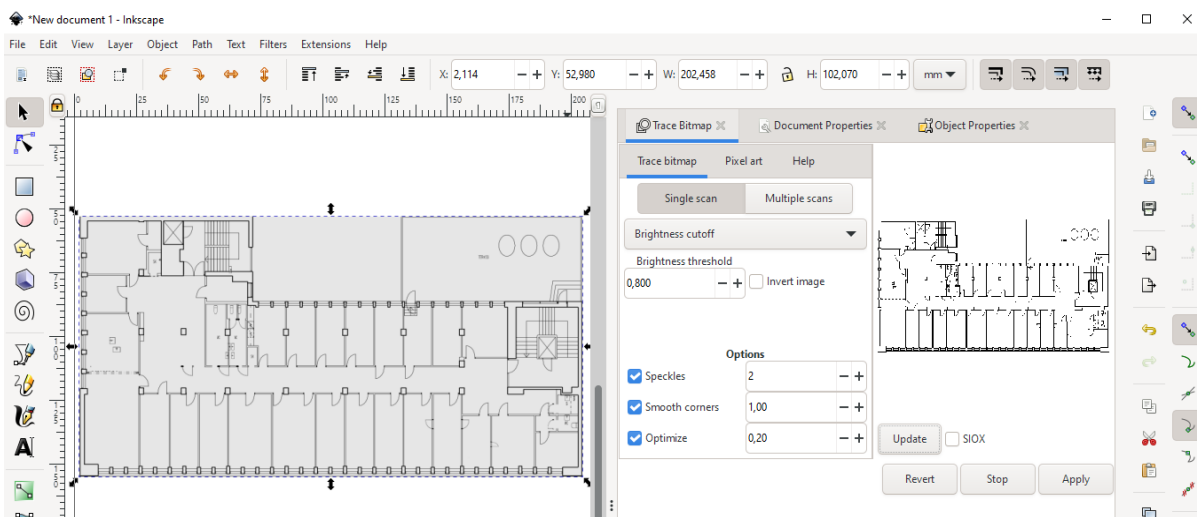 *New document 1 - Inkscape
File Edit View Layer Object Path Text Filters Extensions Help
X: 2,114 − + Y: 52,980 − + W: 202,458 − + H: 102,070 − + mm
0 25 50 75 100 125 150 175 200
Trace Bitmap Document Properties Object Properties
Trace bitmap Pixel art Help
Single scan Multiple scans
Brightness cutoff
Brightness threshold
0,800 − + Invert image
Options
Speckles 2 − +
Smooth corners 1,00 − +
Optimize 0,20 − +
Update SIOX
Revert Stop Apply